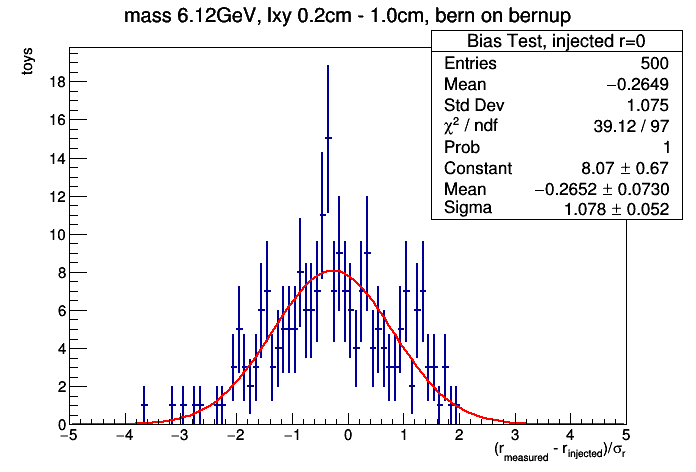 mass 6.12GeV, lxy 0.2cm - 1.0cm, bern on bernup
Bias Test, injected r=0
Entries 500
Mean −0.2649
Std Dev 1.075
χ² / ndf 39.12 / 97
Prob 1
Constant 8.07 ± 0.67
Mean −0.2652 ± 0.0730
Sigma 1.078 ± 0.052
toys
18
16
14
12
10
8
6
4
2
0
−5 −4 −3 −2 −1 0 1 2 3 4 5
(r_measured - r_injected)/σ_r